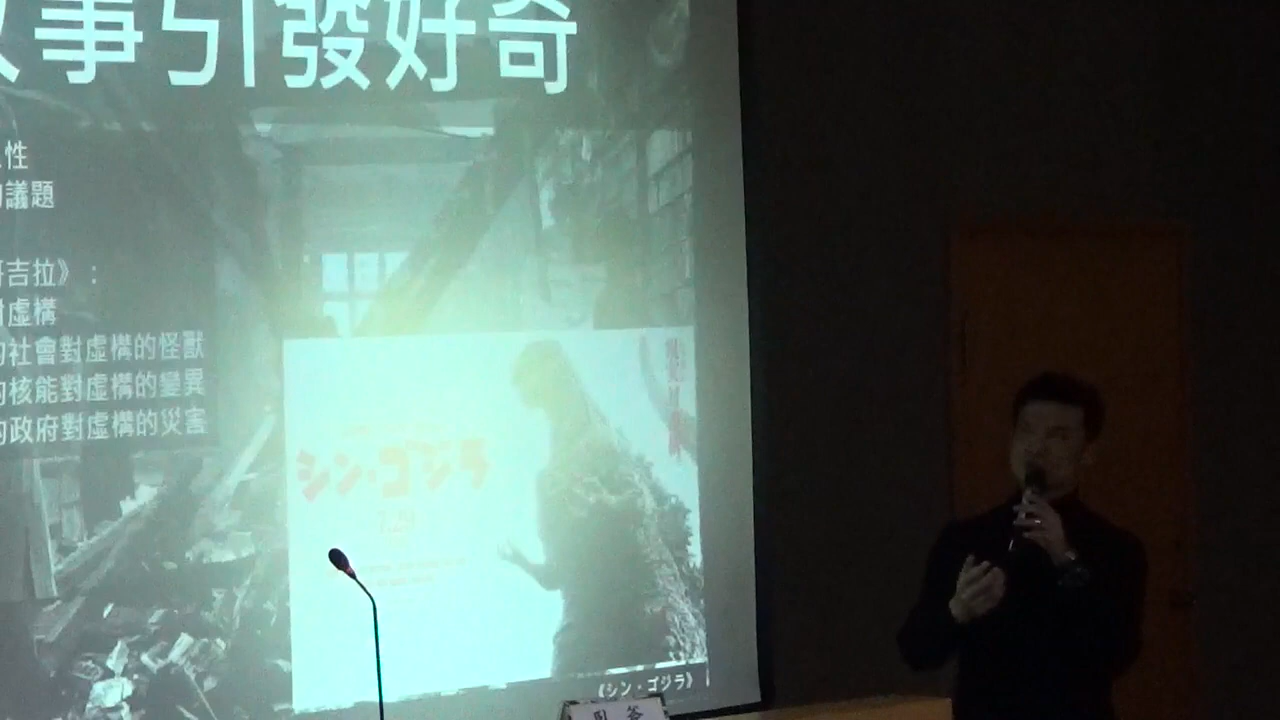 事引發好奇
性
議題
吉拉》:
對虛構
的社會對虛構的怪獸
的核能對虛構的變異
的政府對虛構的災害
シン・ゴジラ
《シン・ゴジラ》